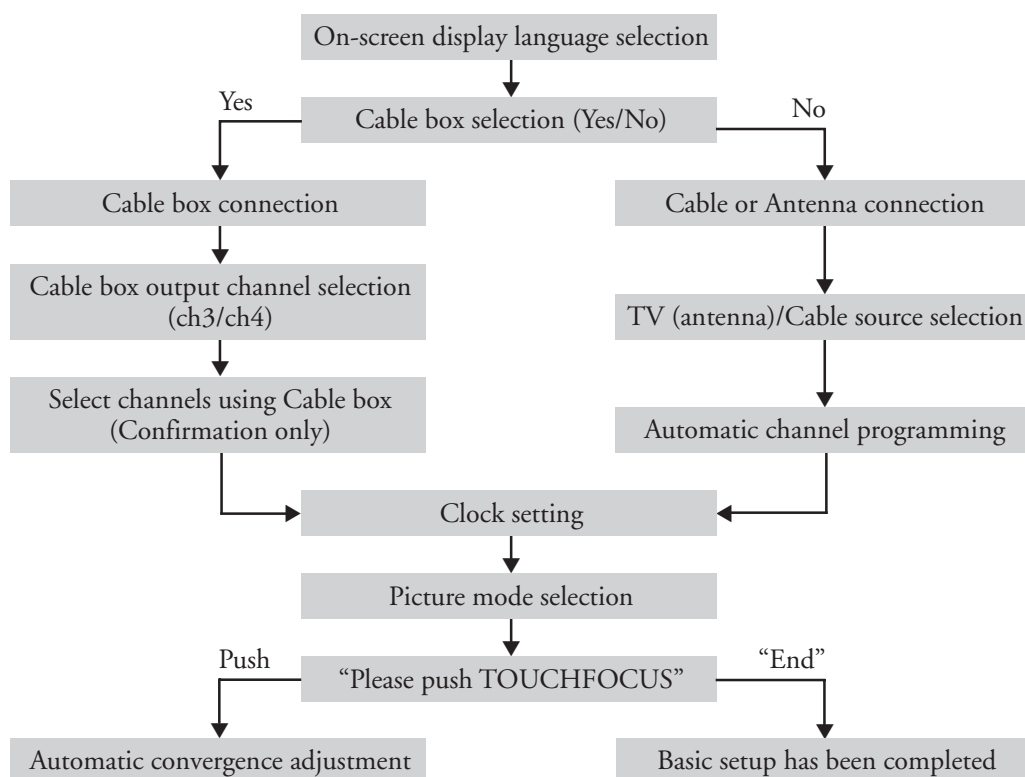 On-screen display language selection
Yes
Cable box selection (Yes/No)
No
Cable box connection
Cable or Antenna connection
Cable box output channel selection
(ch3/ch4)
TV (antenna)/Cable source selection
Select channels using Cable box
(Confirmation only)
Automatic channel programming
Clock setting
Picture mode selection
Push
“Please push TOUCHFOCUS”
“End”
Automatic convergence adjustment
Basic setup has been completed